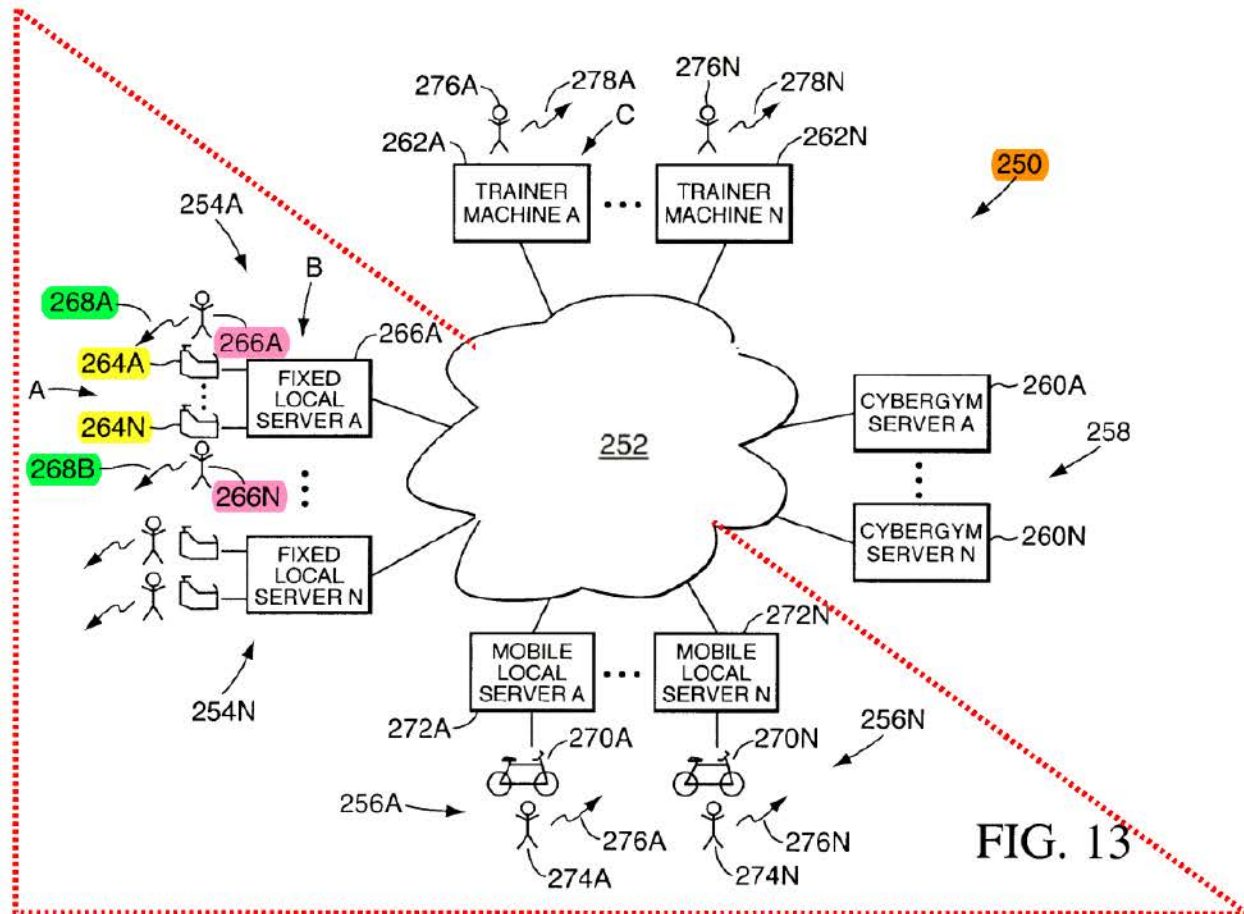 276A
278A
276N
278N
C
262A
262N
TRAINER
MACHINE A
TRAINER
MACHINE N
250
254A
B
268A
266A
266A
264A
A
FIXED
LOCAL
SERVER A
264N
268B
266N
252
CYBERGYM
SERVER A
260A
258
CYBERGYM
SERVER N
260N
FIXED
LOCAL
SERVER N
254N
MOBILE
LOCAL
SERVER A
272A
MOBILE
LOCAL
SERVER N
272N
270A
270N
256N
256A
276A
276N
274A
274N
FIG. 13